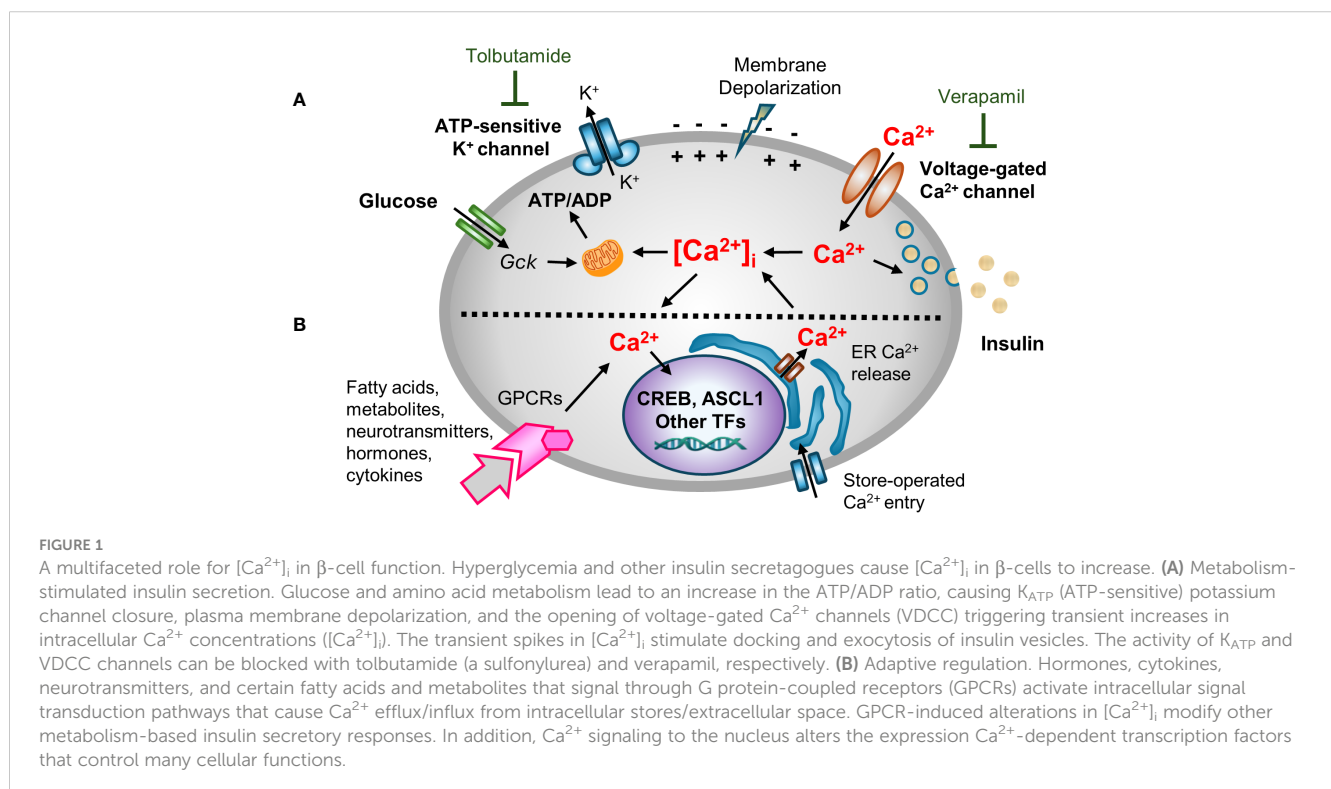 Tolbutamide
Membrane
Depolarization
A
K⁺
Verapamil
ATP-sensitive
K⁺ channel
- - - - -
+ + + + +
Ca²⁺
Voltage-gated
Ca²⁺ channel
K⁺
Glucose
ATP/ADP
Gck
[Ca²⁺]ᵢ
Ca²⁺
B
Insulin
Ca²⁺
Ca²⁺
ER Ca²⁺
release
Fatty acids,
metabolites,
neurotransmitters,
hormones,
cytokines
GPCRs
CREB, ASCL1
Other TFs
Store-operated
Ca²⁺ entry
FIGURE 1
A multifaceted role for [Ca²⁺]ᵢ in β-cell function. Hyperglycemia and other insulin secretagogues cause [Ca²⁺]ᵢ in β-cells to increase. (A) Metabolism-
stimulated insulin secretion. Glucose and amino acid metabolism lead to an increase in the ATP/ADP ratio, causing K_ATP (ATP-sensitive) potassium
channel closure, plasma membrane depolarization, and the opening of voltage-gated Ca²⁺ channels (VDCC) triggering transient increases in
intracellular Ca²⁺ concentrations ([Ca²⁺]ᵢ). The transient spikes in [Ca²⁺]ᵢ stimulate docking and exocytosis of insulin vesicles. The activity of K_ATP and
VDCC channels can be blocked with tolbutamide (a sulfonylurea) and verapamil, respectively. (B) Adaptive regulation. Hormones, cytokines,
neurotransmitters, and certain fatty acids and metabolites that signal through G protein-coupled receptors (GPCRs) activate intracellular signal
transduction pathways that cause Ca²⁺ efflux/influx from intracellular stores/extracellular space. GPCR-induced alterations in [Ca²⁺]ᵢ modify other
metabolism-based insulin secretory responses. In addition, Ca²⁺ signaling to the nucleus alters the expression Ca²⁺-dependent transcription factors
that control many cellular functions.